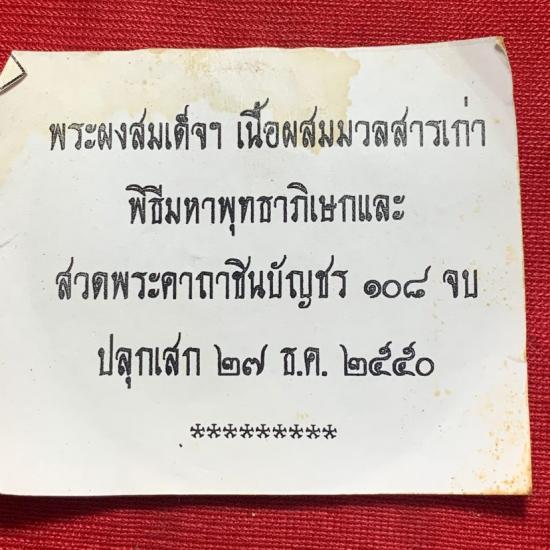 พระผงสมเด็จฯ เนื้อผสมมวลสารเก่า
พิธีมหาพุทธาภิเษกและ
สวดพระคาถาชินบัญชร ๑๐๘ จบ
ปลุกเสก ๒๗ ธ.ค. ๒๕๕๐
*********